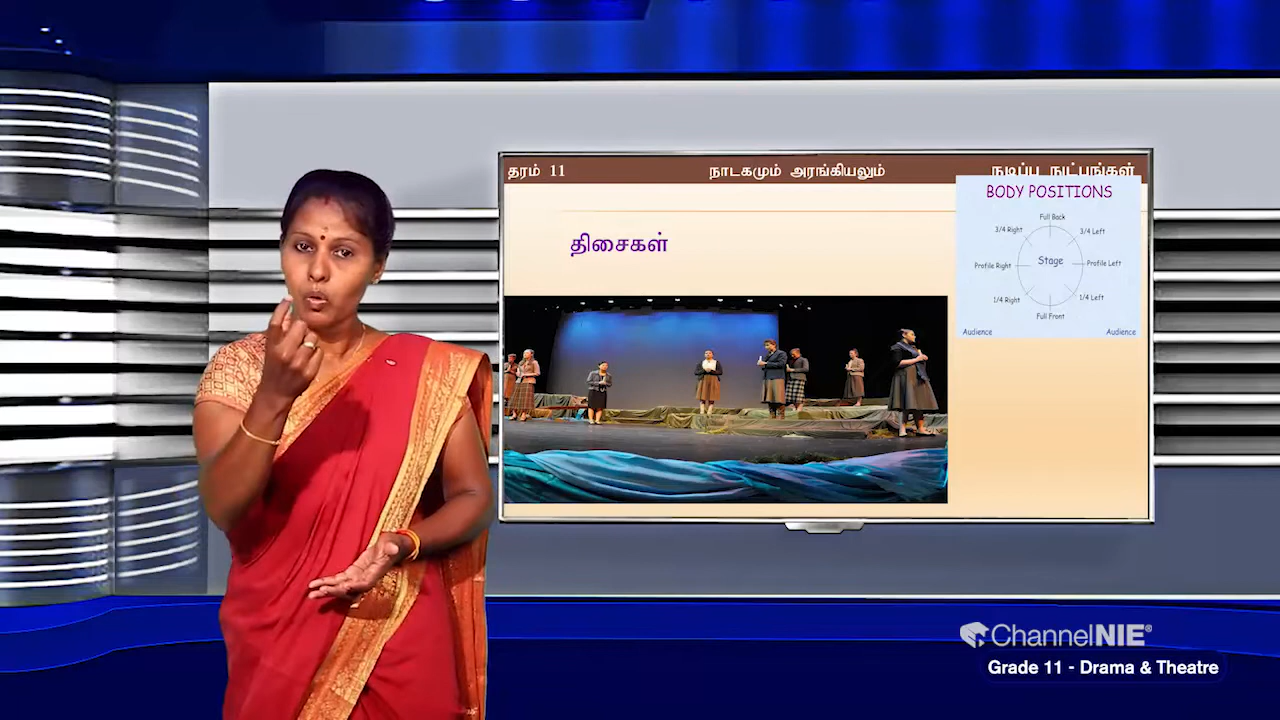 தரம் 11
நாடகமும் அரங்கியலும்
நடிப்பு நுட்பங்கள்
திசைகள்
BODY POSITIONS
Full Back
3/4 Right
3/4 Left
Stage
Profile Right
Profile Left
1/4 Right
1/4 Left
Full Front
Audience
Audience
ChannelNIE®
Grade 11 - Drama & Theatre